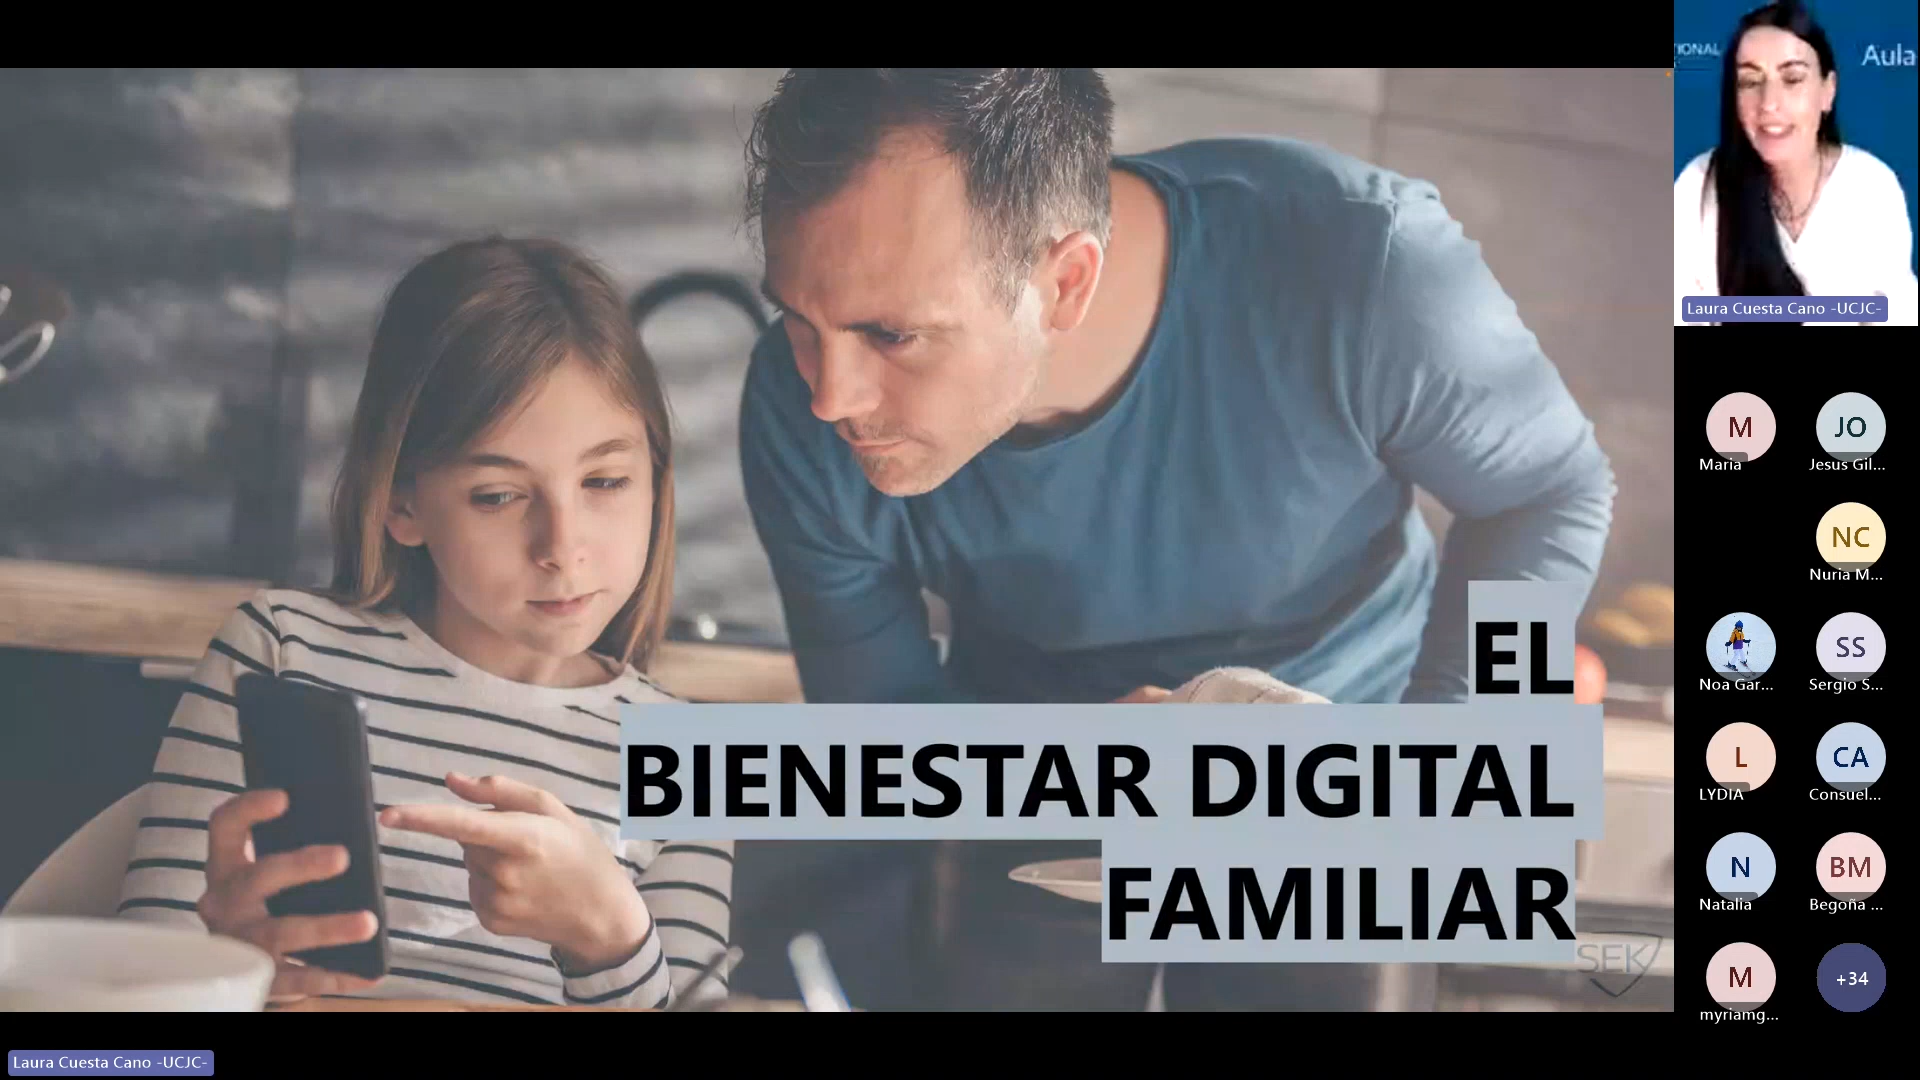 EL
BIENESTAR DIGITAL
FAMILIAR
SEK
IONAL
Aula
Laura Cuesta Cano -UCJC-
M
Maria
JO
Jesus Gil...
NC
Nuria M...
Noa Gar...
SS
Sergio S...
L
LYDIA
CA
Consuel...
N
Natalia
BM
Begoña ...
M
myriamg...
+34
Laura Cuesta Cano -UCJC-